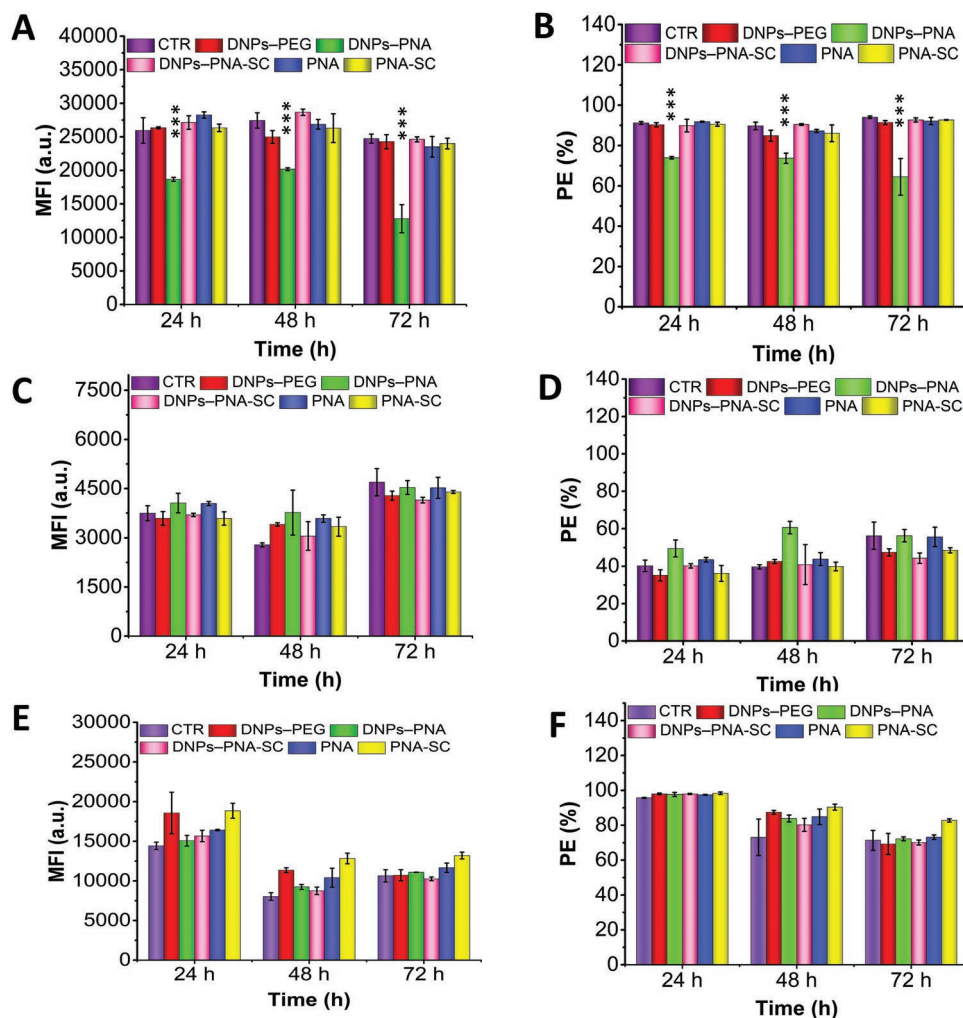 A
CTR DNPs–PEG DNPs–PNA
DNPs–PNA-SC PNA PNA-SC
40000
35000
30000
25000
20000
15000
10000
5000
0
MFI (a.u.)
***
***
***
24 h 48 h 72 h
Time (h)
B
CTR DNPs–PEG DNPs–PNA
DNPs–PNA-SC PNA PNA-SC
140
120
100
80
60
40
20
0
PE (%)
***
***
***
24 h 48 h 72 h
Time (h)
C
CTR DNPs–PEG DNPs–PNA
DNPs–PNA-SC PNA PNA-SC
7500
6000
4500
3000
1500
0
MFI (a.u.)
24 h 48 h 72 h
Time (h)
D
CTR DNPs–PEG DNPs–PNA
DNPs–PNA-SC PNA PNA-SC
140
120
100
80
60
40
20
0
PE (%)
24 h 48 h 72 h
Time (h)
E
CTR DNPs–PEG DNPs–PNA
DNPs–PNA-SC PNA PNA-SC
30000
25000
20000
15000
10000
5000
0
MFI (a.u.)
24 h 48 h 72 h
Time (h)
F
CTR DNPs–PEG DNPs–PNA
DNPs–PNA-SC PNA PNA-SC
140
120
100
80
60
40
20
0
PE (%)
24 h 48 h 72 h
Time (h)